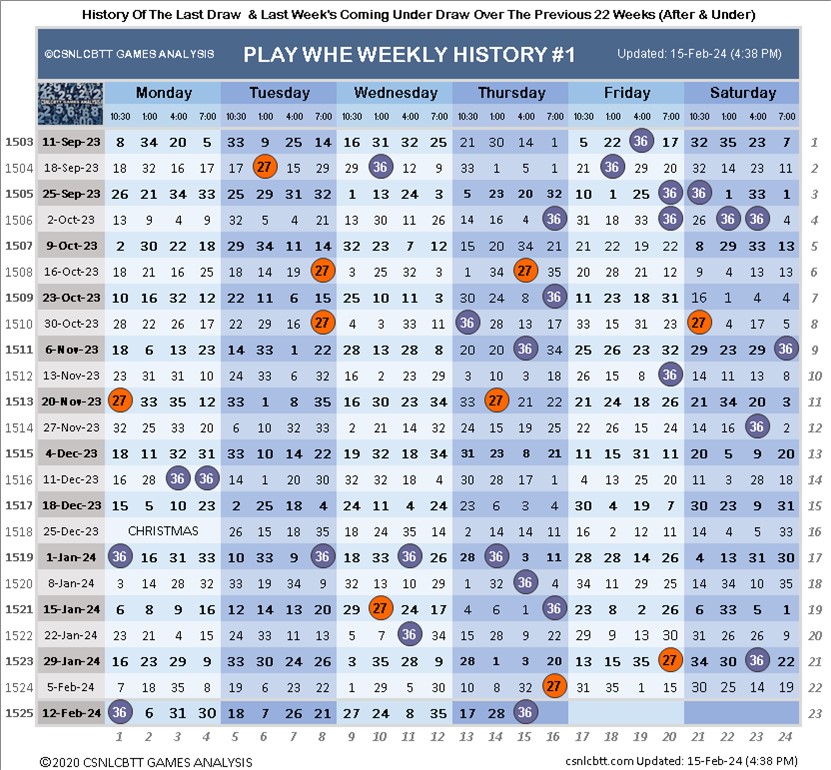 History Of The Last Draw & Last Week's Coming Under Draw Over The Previous 22 Weeks (After & Under)
©CSNLCBTT GAMES ANALYSIS PLAY WHE WEEKLY HISTORY #1 Updated: 15-Feb-24 (4:38 PM)
Monday Tuesday Wednesday Thursday Friday Saturday
10:30 1:00 4:00 7:00 10:30 1:00 4:00 7:00 10:30 1:00 4:00 7:00 10:30 1:00 4:00 7:00 10:30 1:00 4:00 7:00 10:30 1:00 4:00 7:00
1503 11-Sep-23 8 34 20 5 33 9 25 14 16 31 32 25 21 30 14 1 5 22 36 17 32 35 23 7 1
1504 18-Sep-23 18 32 16 17 17 27 15 29 29 36 12 9 33 1 5 1 18 36 29 20 32 14 23 11 2
1505 25-Sep-23 26 21 34 33 25 29 31 32 1 13 24 3 5 23 20 32 10 1 25 36 36 1 33 31 3
1506 2-Oct-23 13 9 4 9 32 5 4 21 13 30 11 26 14 16 4 36 31 18 33 36 26 36 36 4 4
1507 9-Oct-23 2 30 22 18 29 34 11 14 32 23 7 12 15 20 34 21 21 22 19 22 8 29 33 13 5
1508 16-Oct-23 18 21 16 25 18 14 19 27 3 25 32 3 1 34 27 35 20 28 21 12 9 4 13 13 6
1509 23-Oct-23 10 16 32 12 22 11 6 15 25 10 11 3 30 24 8 36 11 23 18 31 16 1 4 4 7
1510 30-Oct-23 28 22 26 17 22 29 16 27 4 3 33 11 36 28 13 17 33 15 31 23 27 4 17 5 8
1511 6-Nov-23 18 6 13 23 14 33 1 22 28 13 28 8 20 20 36 34 25 26 23 32 29 23 29 36 9
1512 13-Nov-23 23 31 31 10 24 33 6 32 16 2 23 29 3 10 3 18 26 15 8 36 14 11 13 8 10
1513 20-Nov-23 27 33 35 12 33 1 8 35 16 30 23 34 33 27 21 22 21 24 18 26 21 34 20 3 11
1514 27-Nov-23 32 25 33 20 6 10 32 33 2 21 14 32 24 15 19 25 22 26 15 24 14 16 36 2 12
1515 4-Dec-23 18 11 32 31 33 10 14 22 19 32 18 34 31 23 8 21 11 15 31 11 20 5 9 20 13
1516 11-Dec-23 16 28 36 36 14 1 20 30 32 32 18 4 30 28 17 1 4 13 25 20 11 3 28 18 14
1517 18-Dec-23 15 5 10 23 2 25 18 4 24 11 4 24 23 6 3 4 30 4 19 7 30 23 9 31 15
1518 25-Dec-23 CHRISTMAS 26 15 18 35 18 24 35 14 2 14 14 11 16 2 12 11 14 4 5 33 16
1519 1-Jan-24 36 16 31 33 10 33 9 36 18 33 36 26 28 36 3 11 28 28 14 26 4 13 31 30 17
1520 8-Jan-24 3 14 28 32 33 19 34 9 32 13 10 29 1 32 36 4 34 11 29 25 14 34 10 35 18
1521 15-Jan-24 6 8 9 16 12 14 13 20 29 27 24 17 4 6 1 36 23 8 2 26 6 33 5 1 19
1522 22-Jan-24 23 21 4 15 24 33 11 13 5 7 36 34 15 28 9 22 29 9 13 30 31 26 26 9 20
1523 29-Jan-24 16 23 29 9 33 30 24 26 3 35 28 9 28 1 3 20 13 15 35 27 34 30 36 22 21
1524 5-Feb-24 7 18 35 8 19 6 23 22 1 29 5 30 10 8 32 27 31 35 1 15 30 25 14 19 22
1525 12-Feb-24 36 6 31 30 18 7 26 21 27 24 8 35 17 28 36 23
1 2 3 4 5 6 7 8 9 10 11 12 13 14 15 16 17 18 19 20 21 22 23 24
©2020 CSNLCBTT GAMES ANALYSIS csnlcbtt.com Updated: 15-Feb-24 (4:38 PM)